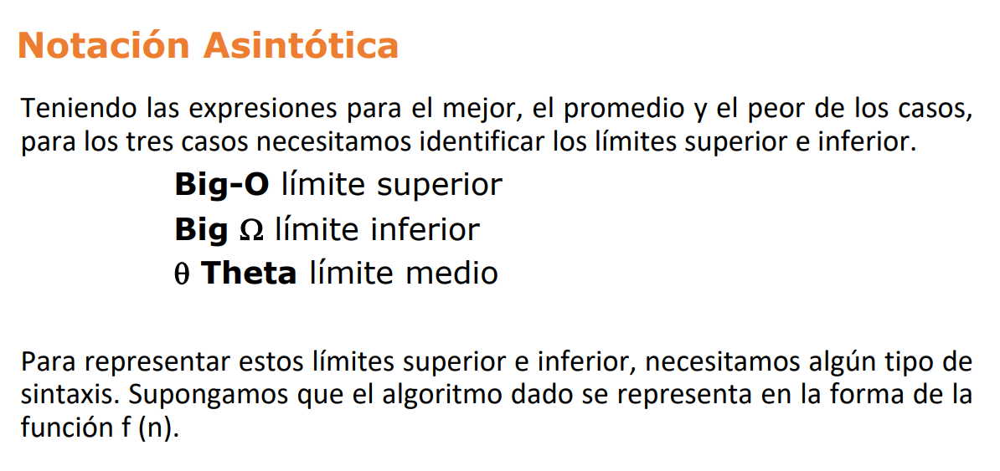 Notación Asintótica
Teniendo las expresiones para el mejor, el promedio y el peor de los casos,
para los tres casos necesitamos identificar los límites superior e inferior.
Big-O límite superior
Big Ω límite inferior
θ Theta límite medio
Para representar estos límites superior e inferior, necesitamos algún tipo de
sintaxis. Supongamos que el algoritmo dado se representa en la forma de la
función f (n).